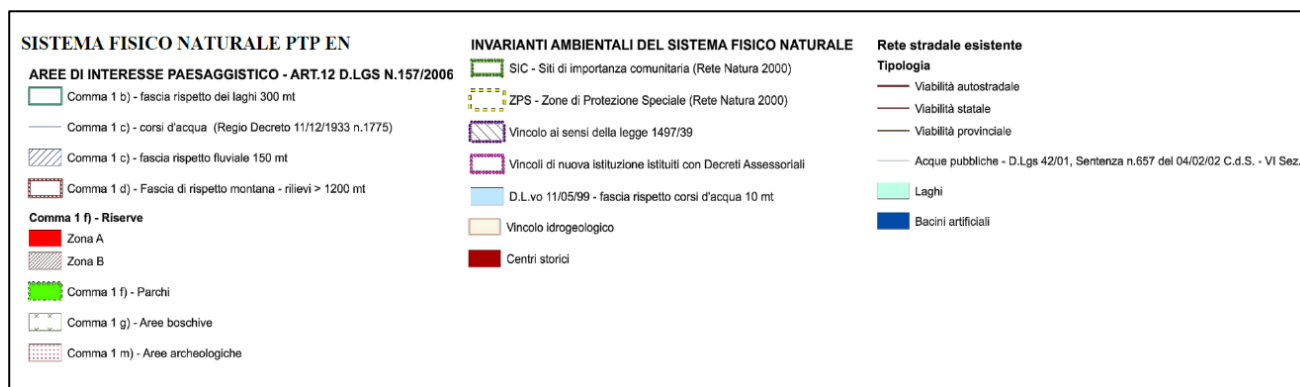 SISTEMA FISICO NATURALE PTP EN
AREE DI INTERESSE PAESAGGISTICO - ART.12 D.LGS N.157/2006
Comma 1 b) - fascia rispetto dei laghi 300 mt
Comma 1 c) - corsi d'acqua (Regio Decreto 11/12/1933 n.1775)
Comma 1 c) - fascia rispetto fluviale 150 mt
Comma 1 d) - Fascia di rispetto montana - rilievi > 1200 mt
Comma 1 f) - Riserve
Zona A
Zona B
Comma 1 f) - Parchi
Comma 1 g) - Aree boschive
Comma 1 m) - Aree archeologiche
INVARIANTI AMBIENTALI DEL SISTEMA FISICO NATURALE
SIC - Siti di importanza comunitaria (Rete Natura 2000)
ZPS - Zone di Protezione Speciale (Rete Natura 2000)
Vincolo ai sensi della legge 1497/39
Vincoli di nuova istituzione istituiti con Decreti Assessoriali
D.L.vo 11/05/99 - fascia rispetto corsi d'acqua 10 mt
Vincolo idrogeologico
Centri storici
Rete stradale esistente
Tipologia
Viabilità autostradale
Viabilità statale
Viabilità provinciale
Acque pubbliche - D.Lgs 42/01, Sentenza n.657 del 04/02/02 C.d.S. - VI Sez.
Laghi
Bacini artificiali